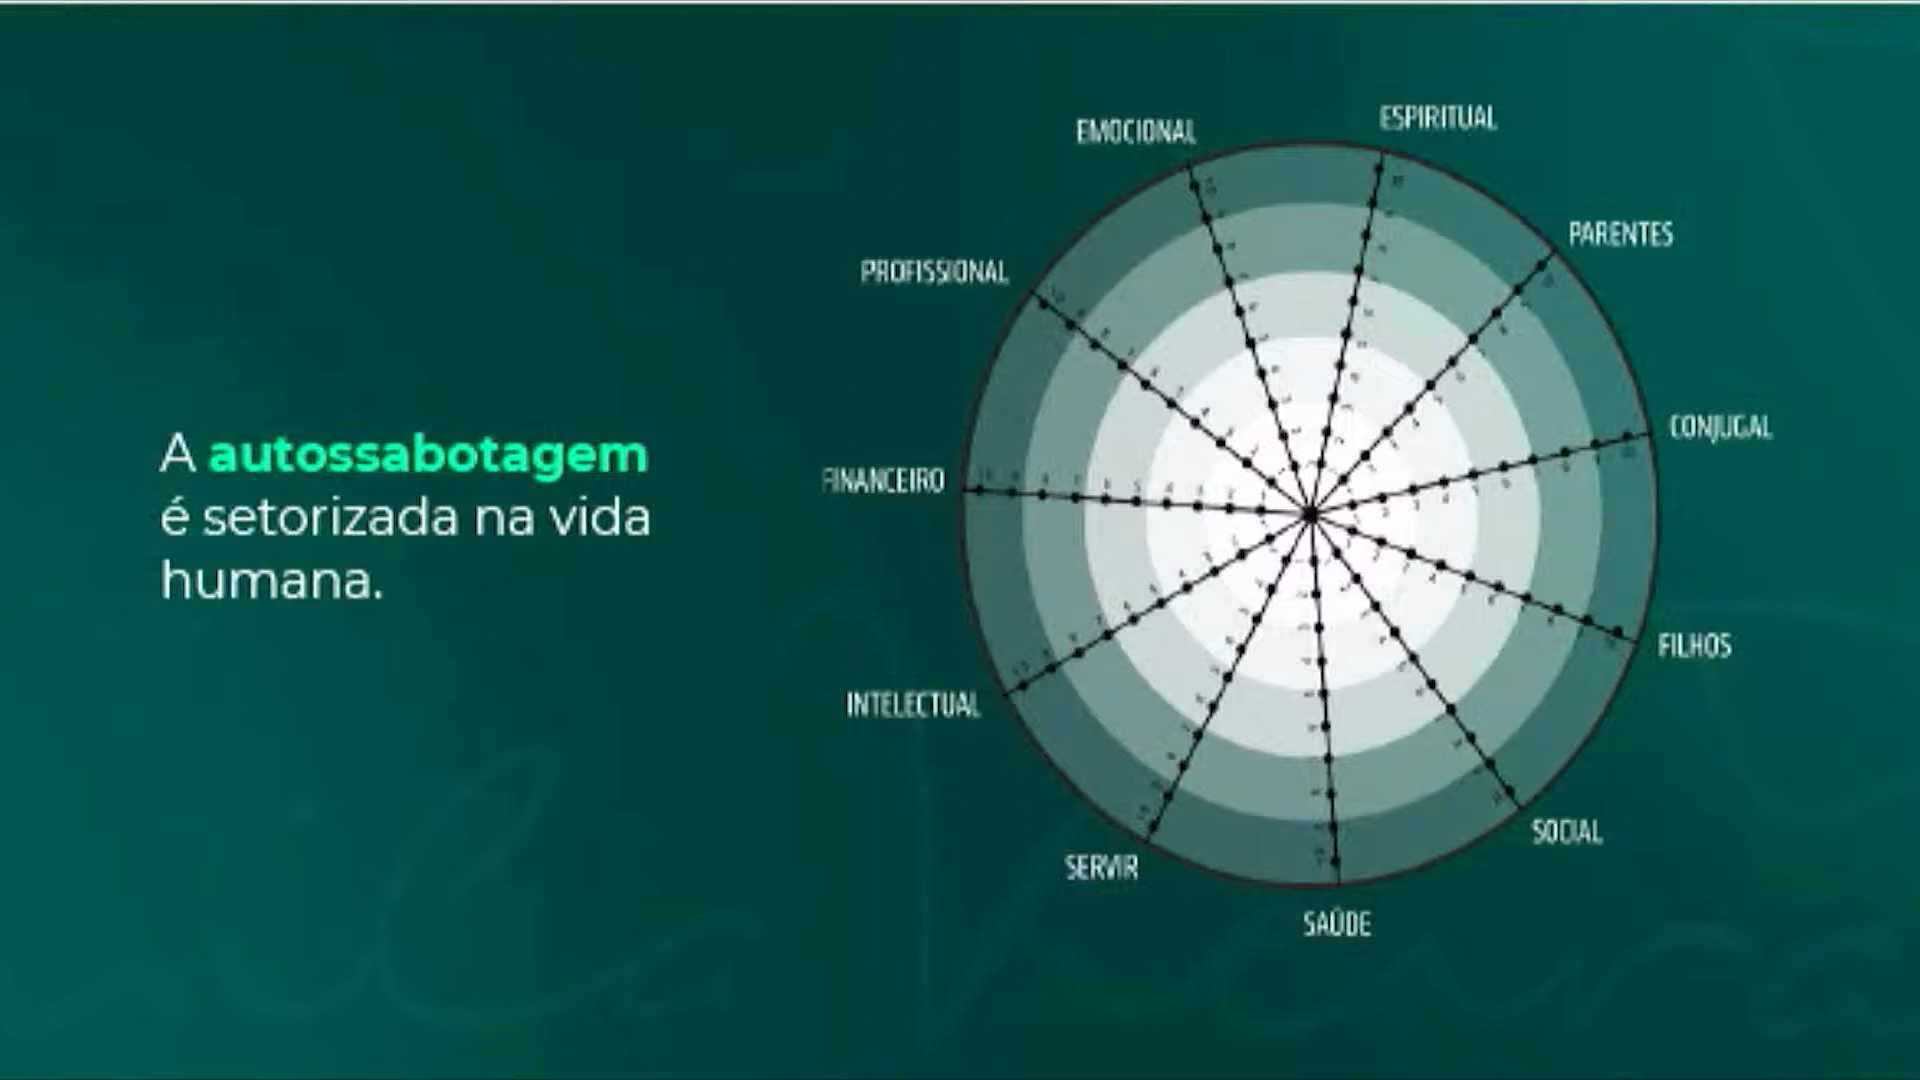 A autossabotagem
é setorizada na vida
humana.
EMOCIONAL
ESPIRITUAL
PARENTES
PROFISSIONAL
CONJUGAL
FINANCEIRO
FILHOS
INTELECTUAL
SOCIAL
SERVIR
SAÚDE